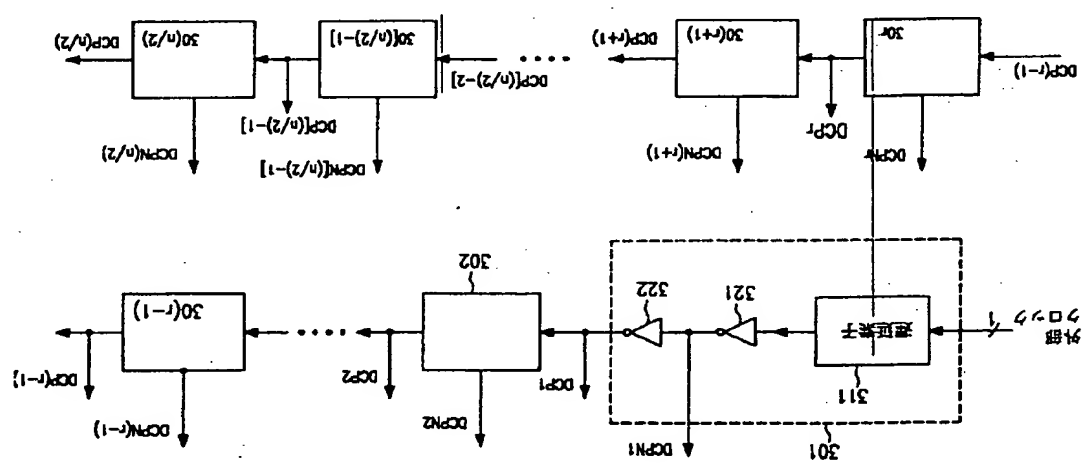 301
DCPN1
311
外部
クロック
1
遅延素子
321
322
DCP1
DCPN2
302
DCP2
DCPN(r-1)
30(r-1)
DCP(r-1)
DCP(r-1)
DCPNr
30r
DCPr
DCPN(r+1)
30(r+1)
DCP(r+1)
DCP[(n/2)-2]
DCPN[(n/2)-1]
30[(n/2)-1]
DCP[(n/2)-1]
DCPN(n/2)
30(n/2)
DCP(n/2)